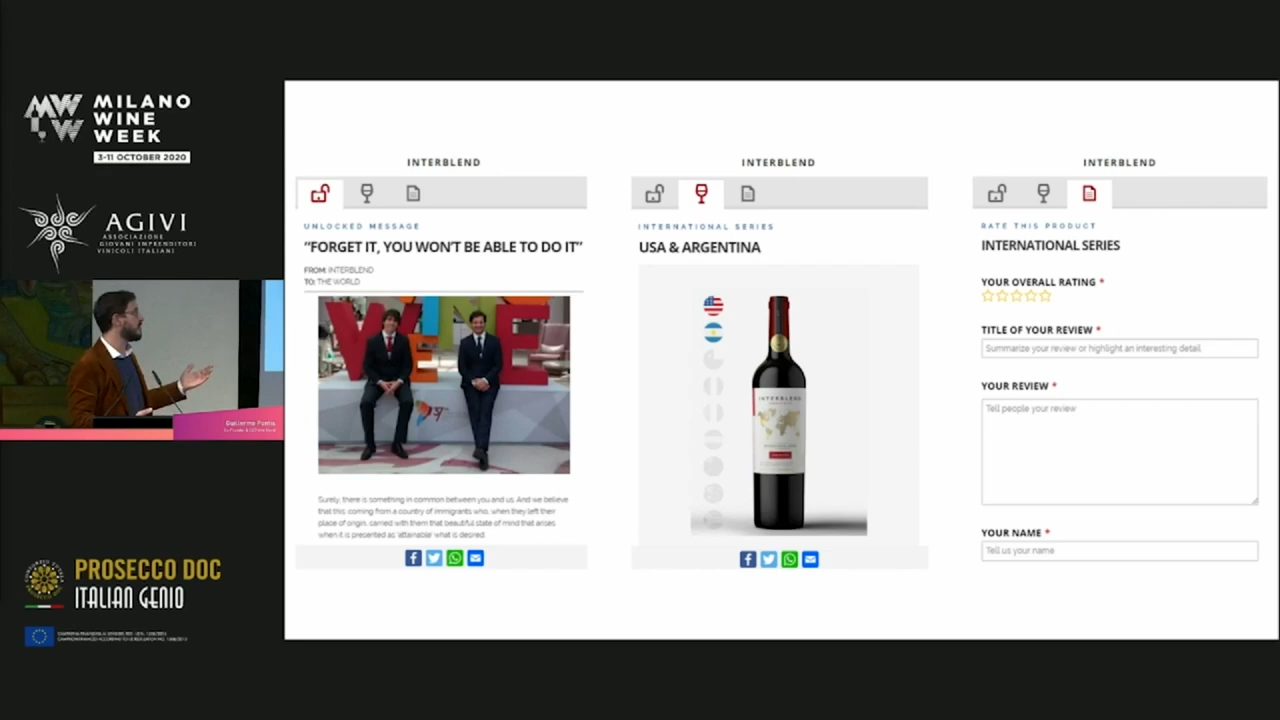 MILANO
WINE
WEEK
3-11 OCTOBER 2020
AGIVI
ASSOCIAZIONE
GIOVANI IMPRENDITORI
VINICOLI ITALIANI
Guillermo Fontis
PROSECCO DOC
ITALIAN GENIO
INTERBLEND
UNLOCKED MESSAGE
“FORGET IT, YOU WON'T BE ABLE TO DO IT”
FROM: INTERBLEND
TO: THE WORLD
WINE
Surely, there is something in common between you and us. And we believe
that this, coming from a country of immigrants who, when they left their
place of origin, carried with them that beautiful state of mind that arises
when it is presented as 'attainable' what is desired.
INTERBLEND
INTERNATIONAL SERIES
USA & ARGENTINA
INTERBLEND
INTERBLEND
RATE THIS PRODUCT
INTERNATIONAL SERIES
YOUR OVERALL RATING *
TITLE OF YOUR REVIEW *
Summarize your review or highlight an interesting detail
YOUR REVIEW *
Tell people your review
YOUR NAME *
Tell us your name